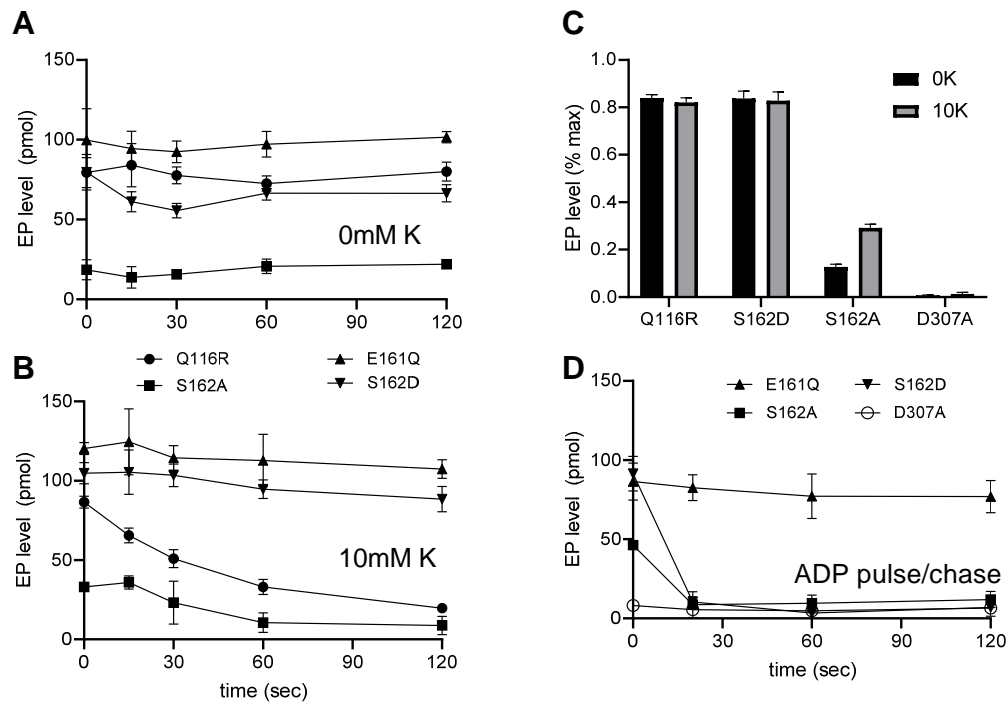 A
150
100
50
0
EP level (pmol)
0mM K
0 30 60 90 120
C
1.0
0.8
0.6
0.4
0.2
0.0
EP level (% max)
0K
10K
Q116R S162D S162A D307A
Q116R E161Q
S162A S162D
B
150
100
50
0
EP level (pmol)
10mM K
0 30 60 90 120
time (sec)
D
150
100
50
0
EP level (pmol)
E161Q S162D
S162A D307A
ADP pulse/chase
0 30 60 90 120
time (sec)